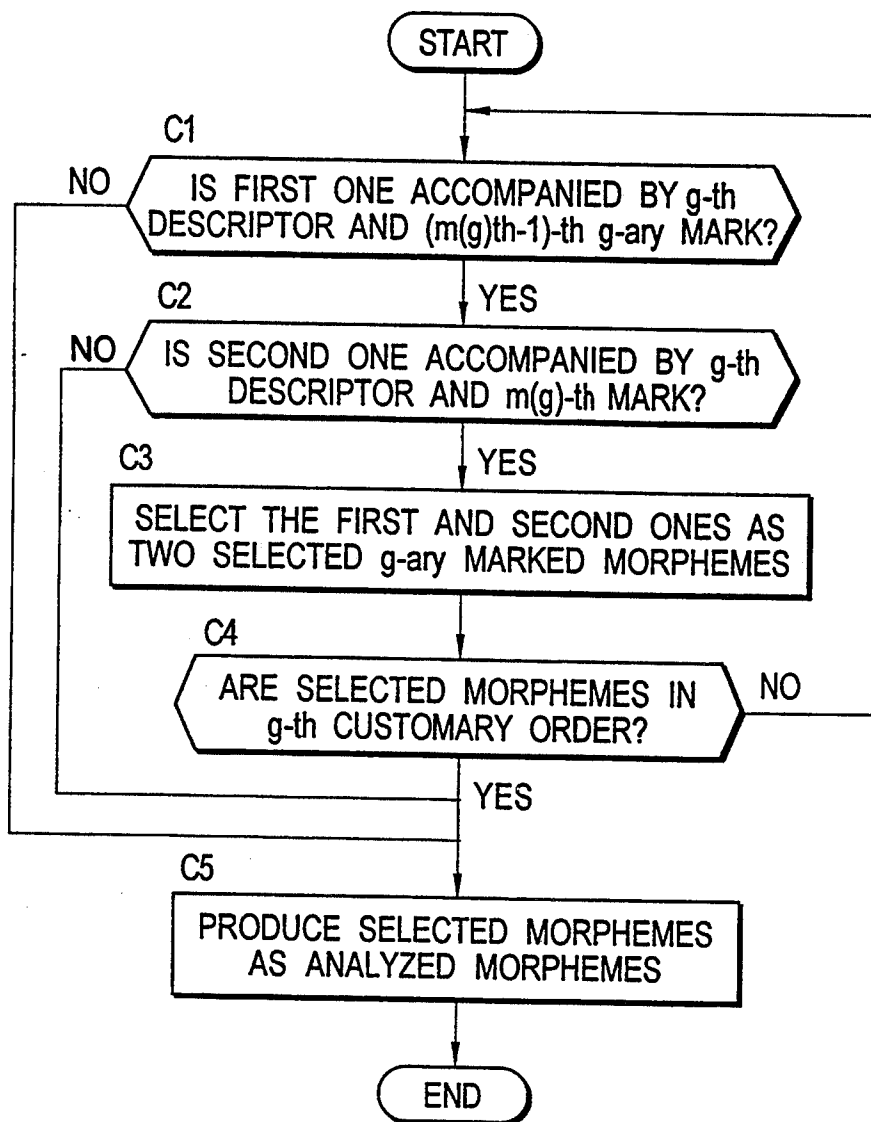 START
C1
NO
IS FIRST ONE ACCOMPANIED BY g-th
DESCRIPTOR AND (m(g)th-1)-th g-ary MARK?
YES
C2
NO
IS SECOND ONE ACCOMPANIED BY g-th
DESCRIPTOR AND m(g)-th MARK?
YES
C3
SELECT THE FIRST AND SECOND ONES AS
TWO SELECTED g-ary MARKED MORPHEMES
C4
ARE SELECTED MORPHEMES IN
g-th CUSTOMARY ORDER?
NO
YES
C5
PRODUCE SELECTED MORPHEMES
AS ANALYZED MORPHEMES
END